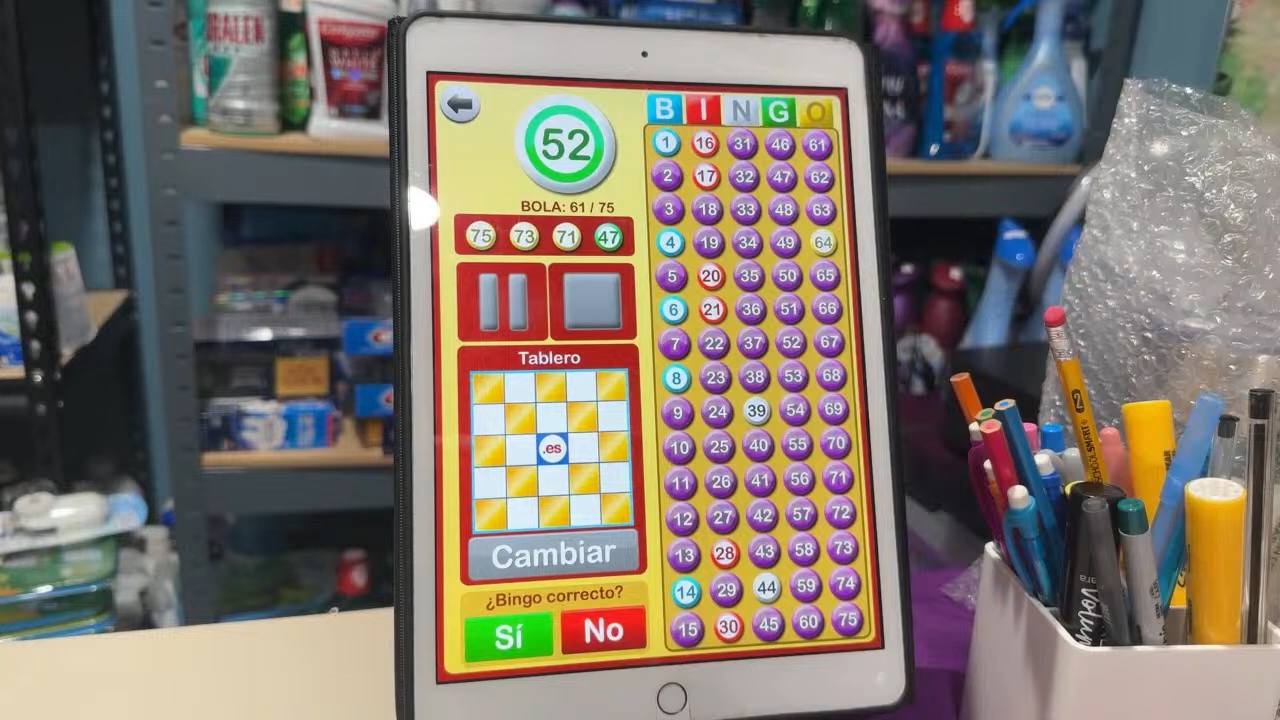 B I N G O
52
BOLA: 61 / 75
75 73 71 47
Tablero
.es
Cambiar
¿Bingo correcto?
Sí No
1 16 31 46 61
2 17 32 47 62
3 18 33 48 63
4 19 34 49 64
5 20 35 50 65
6 21 36 51 66
7 22 37 52 67
8 23 38 53 68
9 24 39 54 69
10 25 40 55 70
11 26 41 56 71
12 27 42 57 72
13 28 43 58 73
14 29 44 59 74
15 30 45 60 75
2